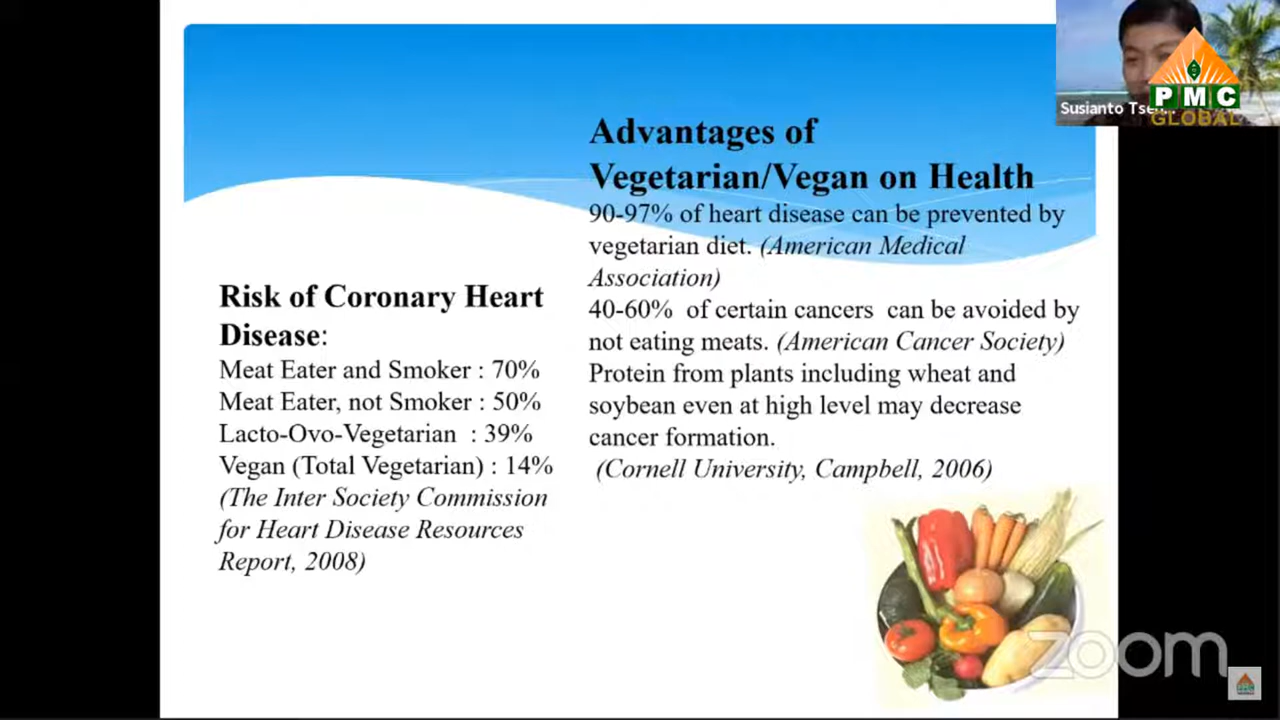 Advantages of
Vegetarian/Vegan on Health
90-97% of heart disease can be prevented by
vegetarian diet. (American Medical
Association)
40-60% of certain cancers can be avoided by
not eating meats. (American Cancer Society)
Protein from plants including wheat and
soybean even at high level may decrease
cancer formation.
(Cornell University, Campbell, 2006)
Risk of Coronary Heart
Disease:
Meat Eater and Smoker : 70%
Meat Eater, not Smoker : 50%
Lacto-Ovo-Vegetarian : 39%
Vegan (Total Vegetarian) : 14%
(The Inter Society Commission
for Heart Disease Resources
Report, 2008)
Susianto
PMC
GLOBAL
zoom